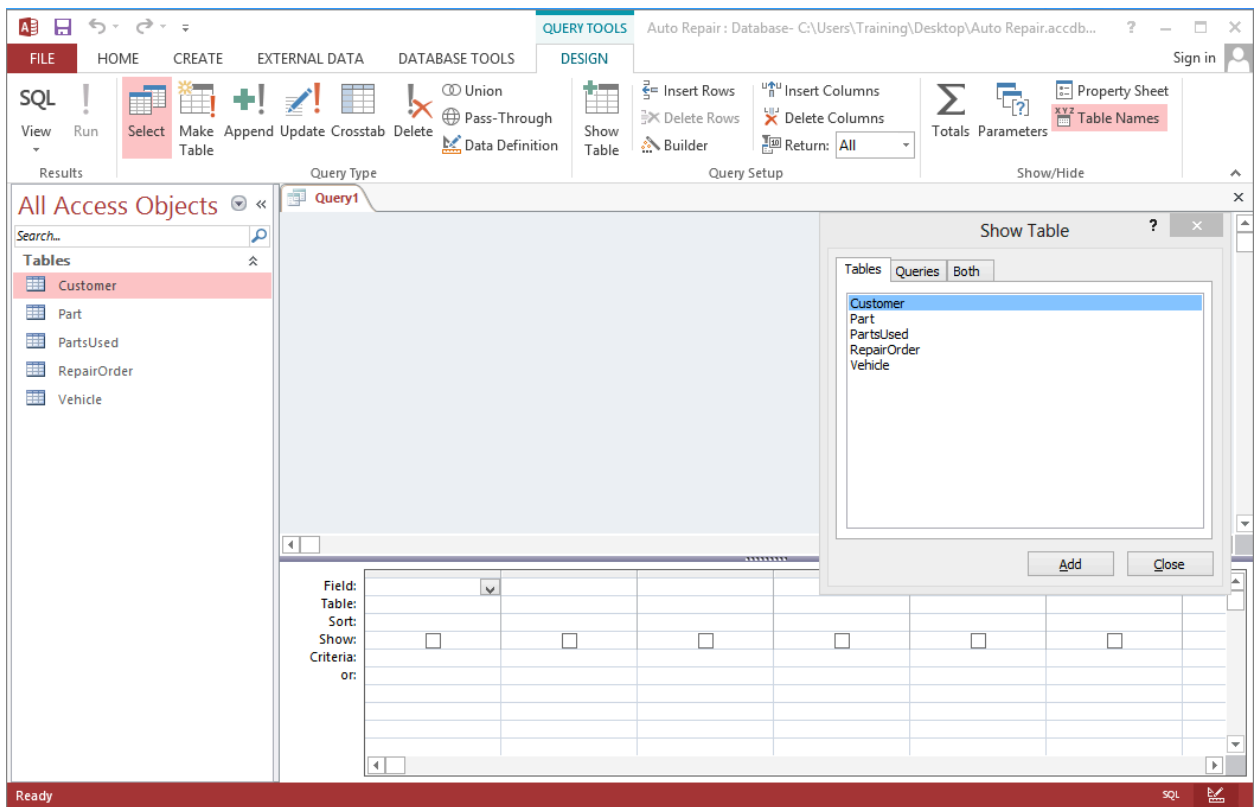 QUERY TOOLS Auto Repair : Database- C:\Users\Training\Desktop\Auto Repair.accdb... ?
FILE HOME CREATE EXTERNAL DATA DATABASE TOOLS DESIGN Sign in
SQL
View
Run
Select
Make
Table
Append
Update
Crosstab
Delete
Union
Pass-Through
Data Definition
Show
Table
Insert Rows
Delete Rows
Builder
Insert Columns
Delete Columns
Return: All
Totals
Parameters
Property Sheet
XYZ Table Names
Results
Query Type
Query Setup
Show/Hide
All Access Objects
Search...
Tables
Customer
Part
PartsUsed
RepairOrder
Vehicle
Query1
Show Table ?
Tables Queries Both
Customer
Part
PartsUsed
RepairOrder
Vehicle
Add Close
Field:
Table:
Sort:
Show:
Criteria:
or:
Ready SQL